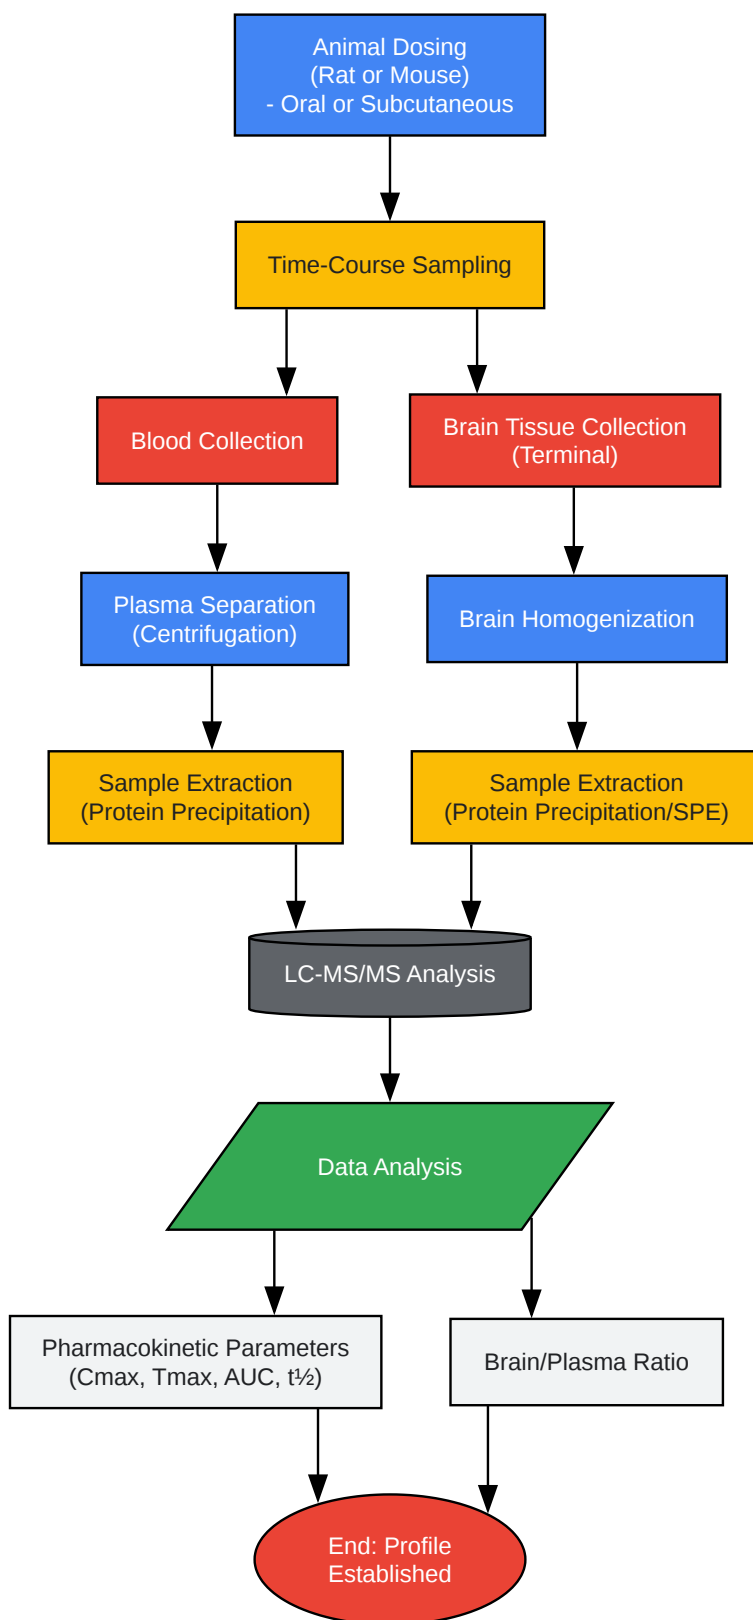 Animal Dosing
(Rat or Mouse)
- Oral or Subcutaneous
Time-Course Sampling
Blood Collection
Brain Tissue Collection
(Terminal)
Plasma Separation
(Centrifugation)
Brain Homogenization
Sample Extraction
(Protein Precipitation)
Sample Extraction
(Protein Precipitation/SPE)
LC-MS/MS Analysis
Data Analysis
Pharmacokinetic Parameters
(Cmax, Tmax, AUC, t½)
Brain/Plasma Ratio
End: Profile
Established